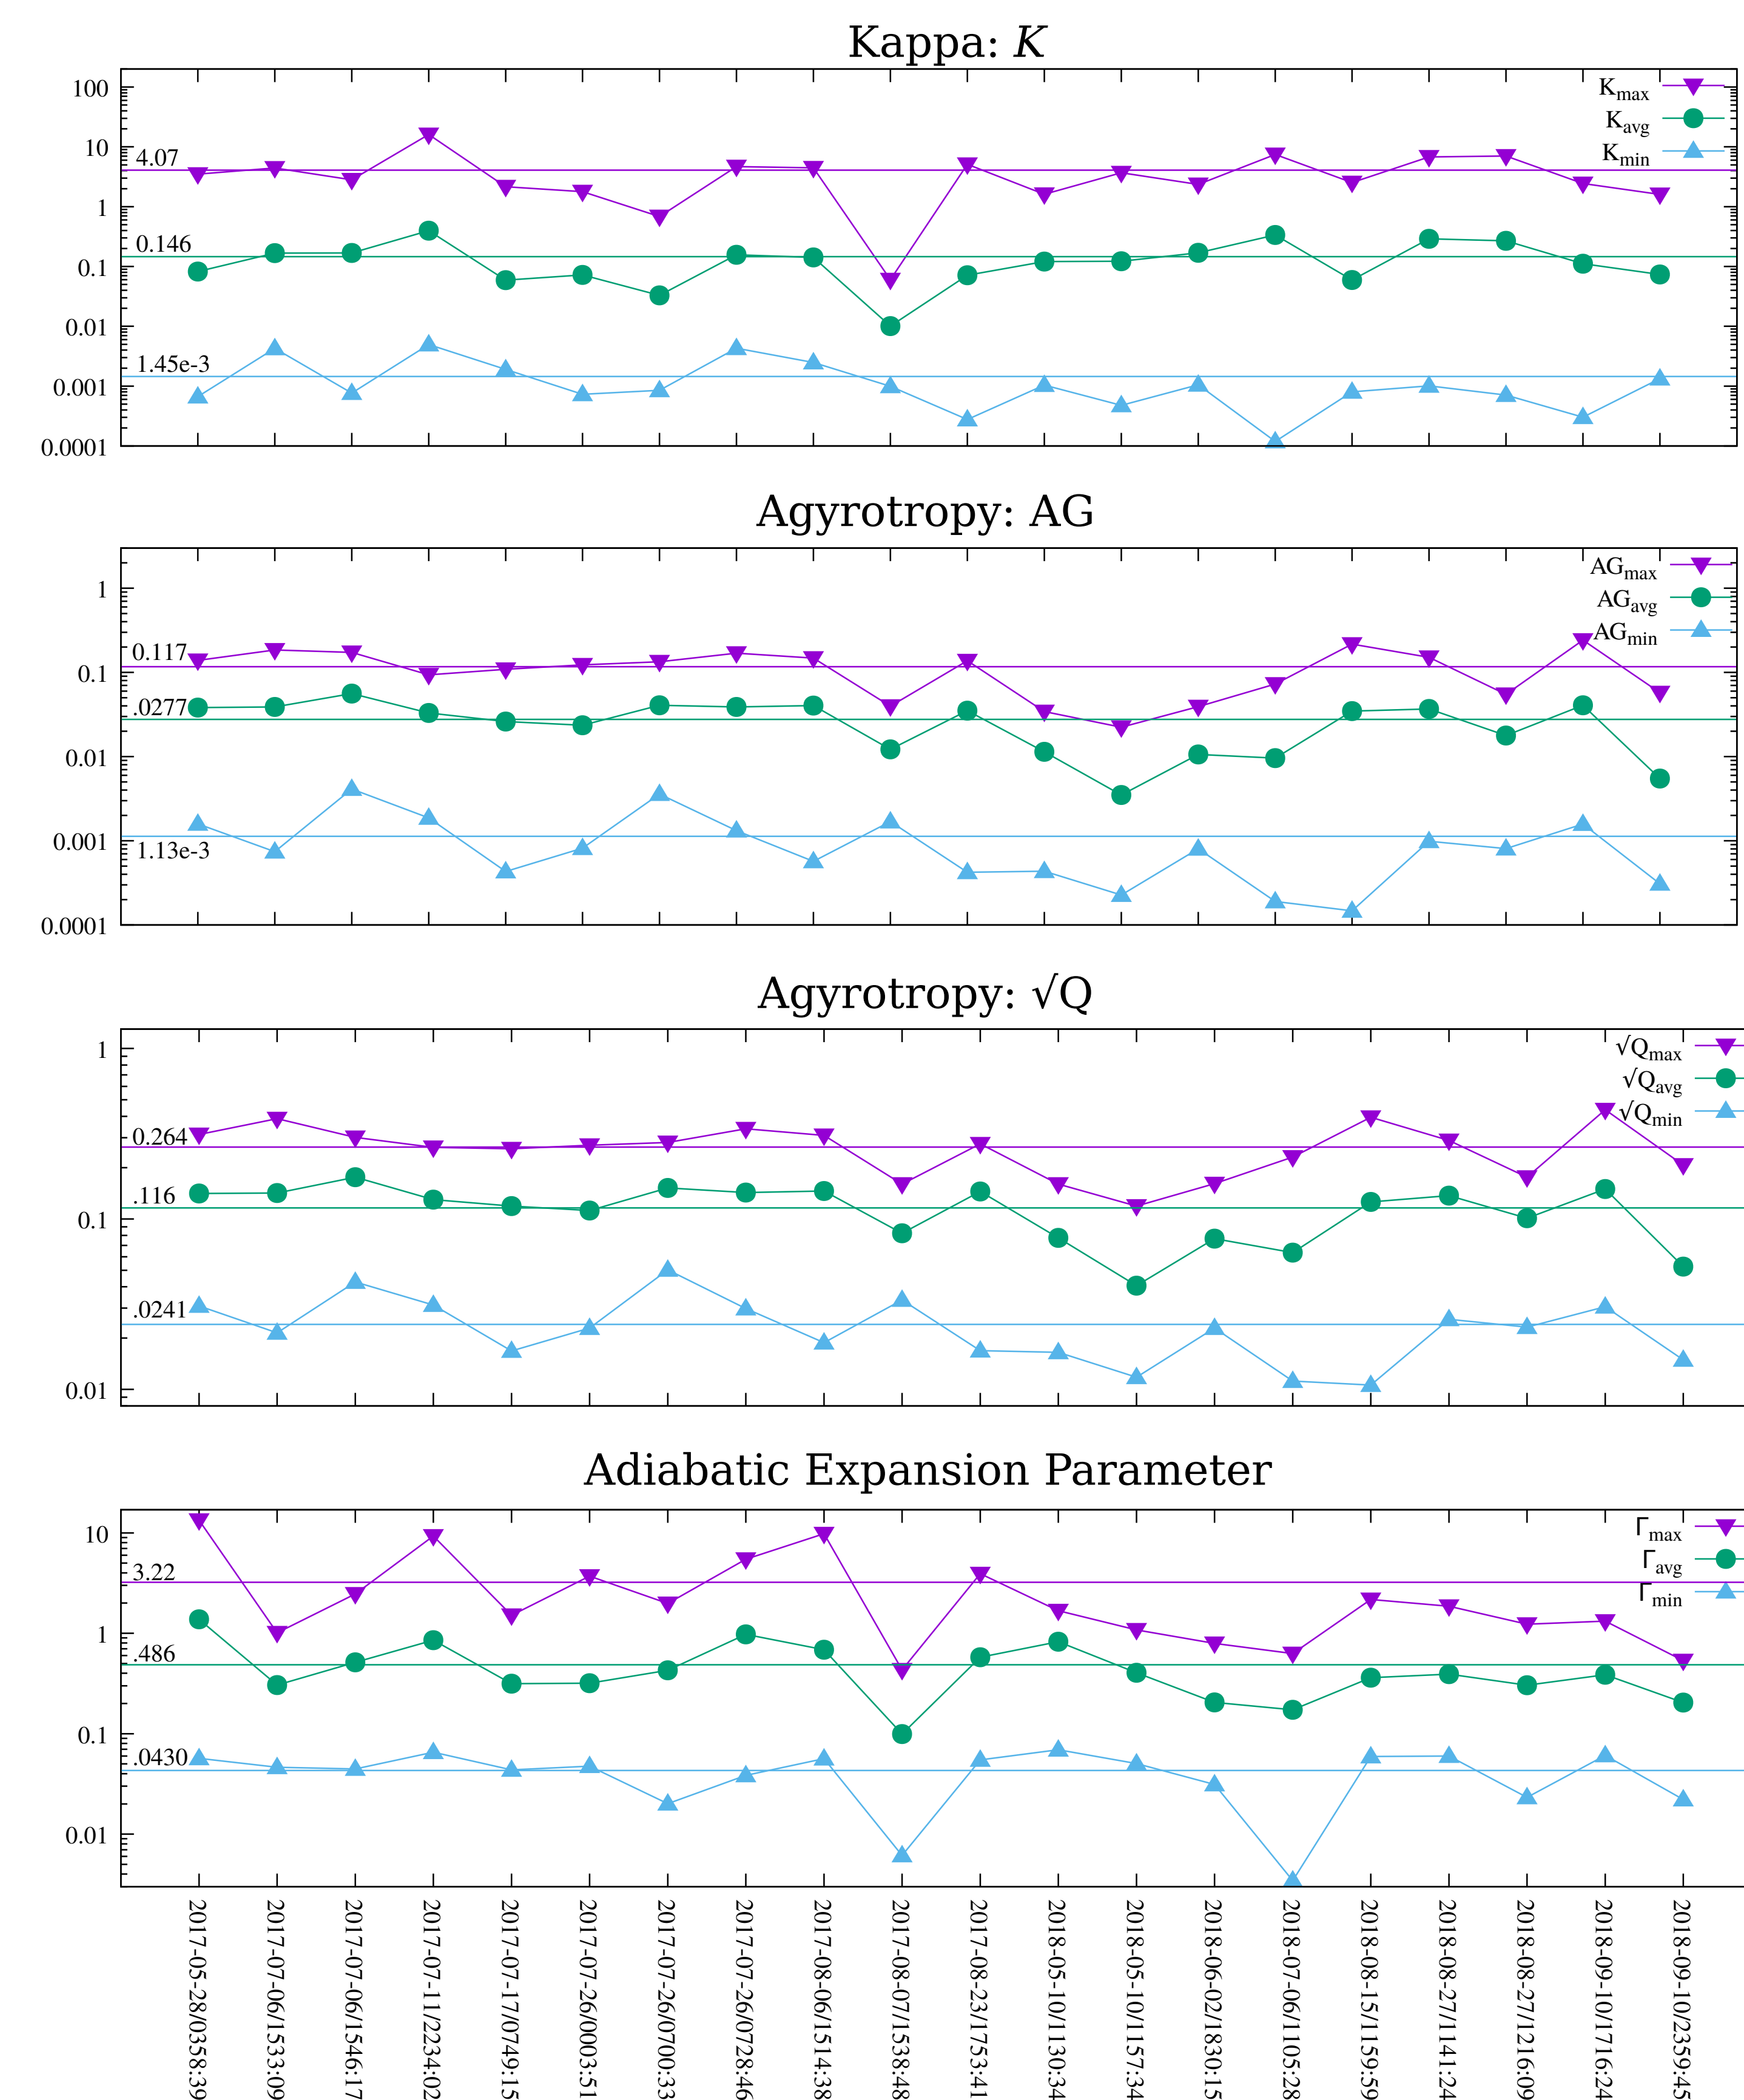 Kappa: K
100
10
1
0.1
0.01
0.001
0.0001
4.07
0.146
1.45e-3
Kmax
Kavg
Kmin
Agyrotropy: AG
1
0.1
0.01
0.001
0.0001
0.117
.0277
1.13e-3
AGmax
AGavg
AGmin
Agyrotropy: √Q
1
0.1
0.01
0.264
.116
.0241
√Qmax
√Qavg
√Qmin
Adiabatic Expansion Parameter
10
1
0.1
0.01
3.22
.486
.0430
Γmax
Γavg
Γmin
2017-05-28/0358:39
2017-07-06/1533:09
2017-07-06/1546:17
2017-07-11/2234:02
2017-07-17/0749:15
2017-07-26/0003:51
2017-07-26/0700:33
2017-07-26/0728:46
2017-08-06/1514:38
2017-08-07/1538:48
2017-08-23/1753:41
2018-05-10/1130:34
2018-05-10/1157:34
2018-06-02/1830:15
2018-07-06/1105:28
2018-08-15/1159:59
2018-08-27/1141:24
2018-08-27/1216:09
2018-09-10/1716:24
2018-09-10/2359:45